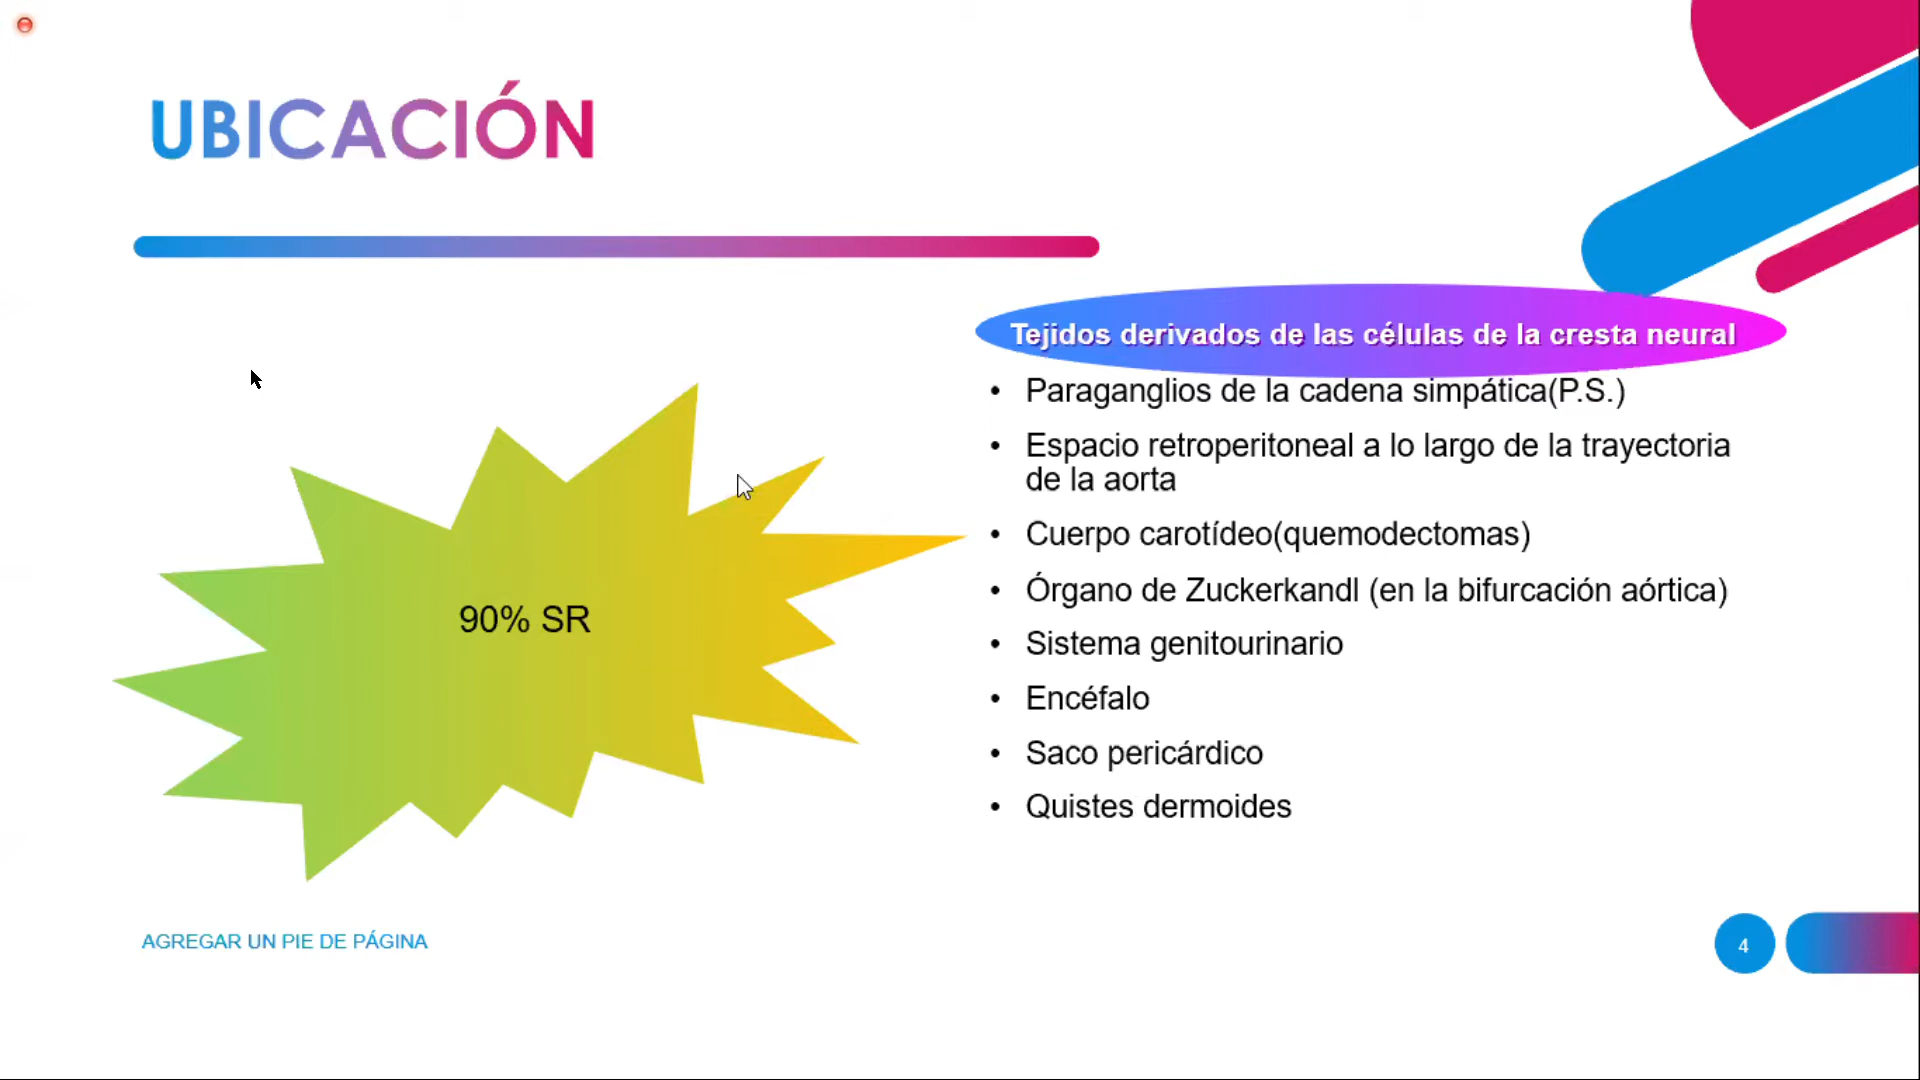 UBICACIÓN
Tejidos derivados de las células de la cresta neural
• Paraganglios de la cadena simpática(P.S.)
• Espacio retroperitoneal a lo largo de la trayectoria
de la aorta
• Cuerpo carotídeo(quemodectomas)
• Órgano de Zuckerkandl (en la bifurcación aórtica)
• Sistema genitourinario
• Encéfalo
• Saco pericárdico
• Quistes dermoides
90% SR
AGREGAR UN PIE DE PÁGINA
4